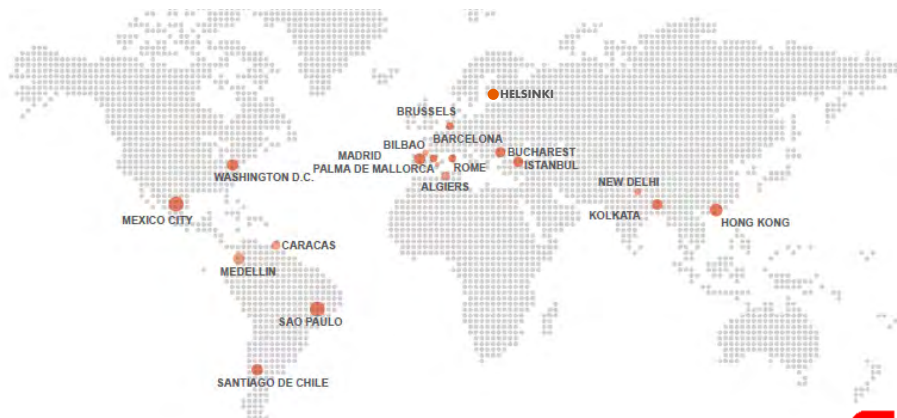 HELSINKI
BRUSSELS
BARCELONA
BILBAO
MADRID
BUCHAREST
PALMA DE MALLORCA
ROME
ISTANBUL
WASHINGTON D.C.
ALGIERS
NEW DELHI
MEXICO CITY
KOLKATA
HONG KONG
CARACAS
MEDELLIN
SAO PAULO
SANTIAGO DE CHILE